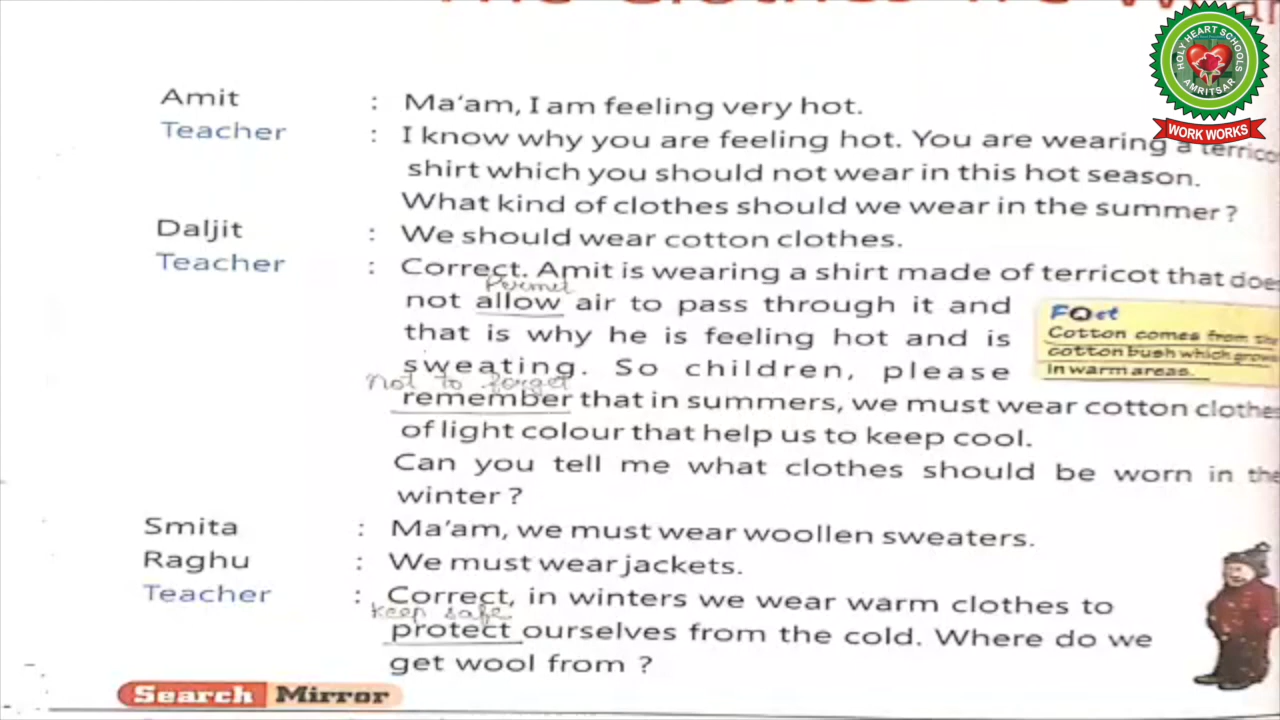 The Clothes We Wear
HOLY HEART SCHOOLS
AMRITSAR
WORK WORKS
Amit : Ma'am, I am feeling very hot.
Teacher : I know why you are feeling hot. You are wearing a terrico
shirt which you should not wear in this hot season.
What kind of clothes should we wear in the summer ?
Daljit : We should wear cotton clothes.
Teacher : Correct. Amit is wearing a shirt made of terricot that does
Permit
not allow air to pass through it and
that is why he is feeling hot and is
sweating. So children, please
Not to forget
remember that in summers, we must wear cotton clothes
of light colour that help us to keep cool.
Can you tell me what clothes should be worn in the
winter ?
Fact
Cotton comes from the
cotton bush which grows
in warm areas.
Smita : Ma'am, we must wear woollen sweaters.
Raghu : We must wear jackets.
Teacher : Correct, in winters we wear warm clothes to
keep safe
protect ourselves from the cold. Where do we
get wool from ?
Search Mirror